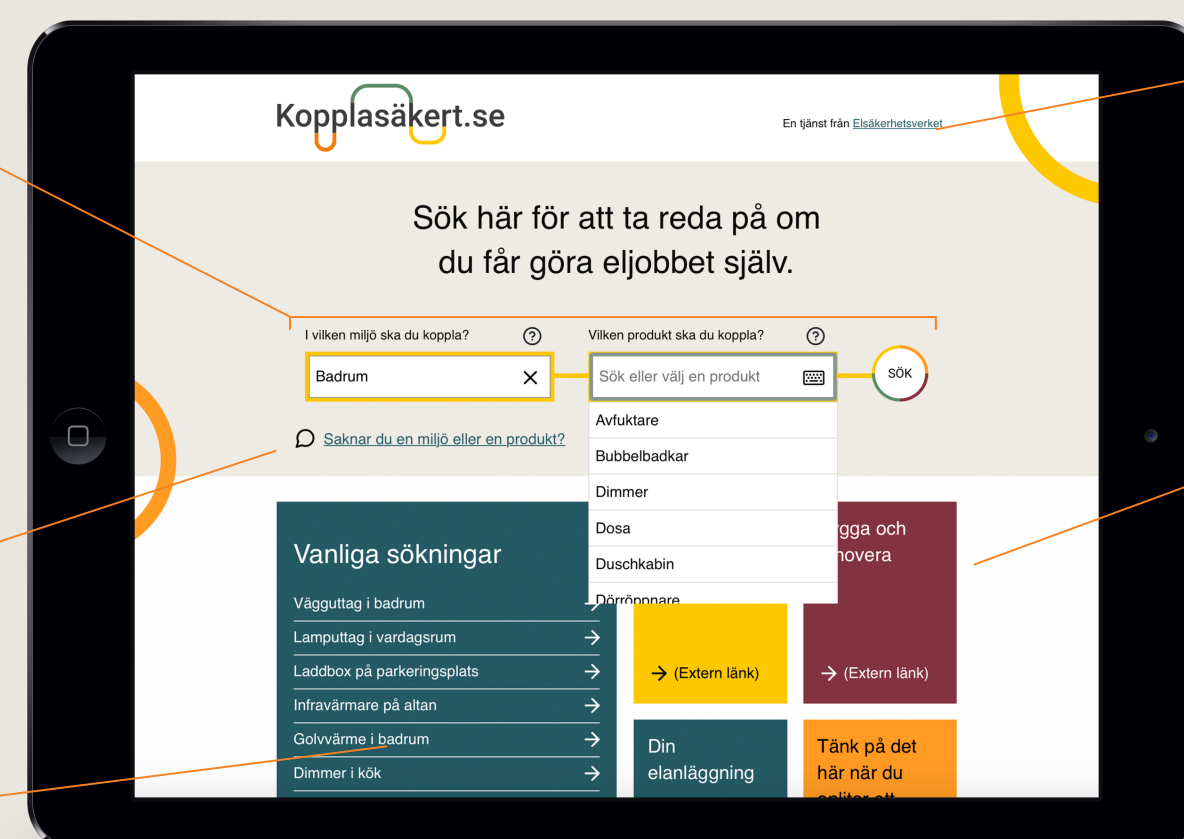 Kopplasäkert.se
En tjänst från Elsäkerhetsverket
Sök här för att ta reda på om
du får göra eljobbet själv.
I vilken miljö ska du koppla?
?
Vilken produkt ska du koppla?
?
Badrum
Sök eller välj en produkt
SÖK
Saknar du en miljö eller en produkt?
Avfuktare
Bubbelbadkar
Dimmer
Dosa
Duschkabin
Dörröppnare
Vanliga sökningar
Vägguttag i badrum
Lamputtag i vardagsrum
Laddbox på parkeringsplats
Infravärmare på altan
Golvvärme i badrum
Dimmer i kök
(Extern länk)
ygga och
novera
(Extern länk)
Din
elanläggning
Tänk på det
här när du